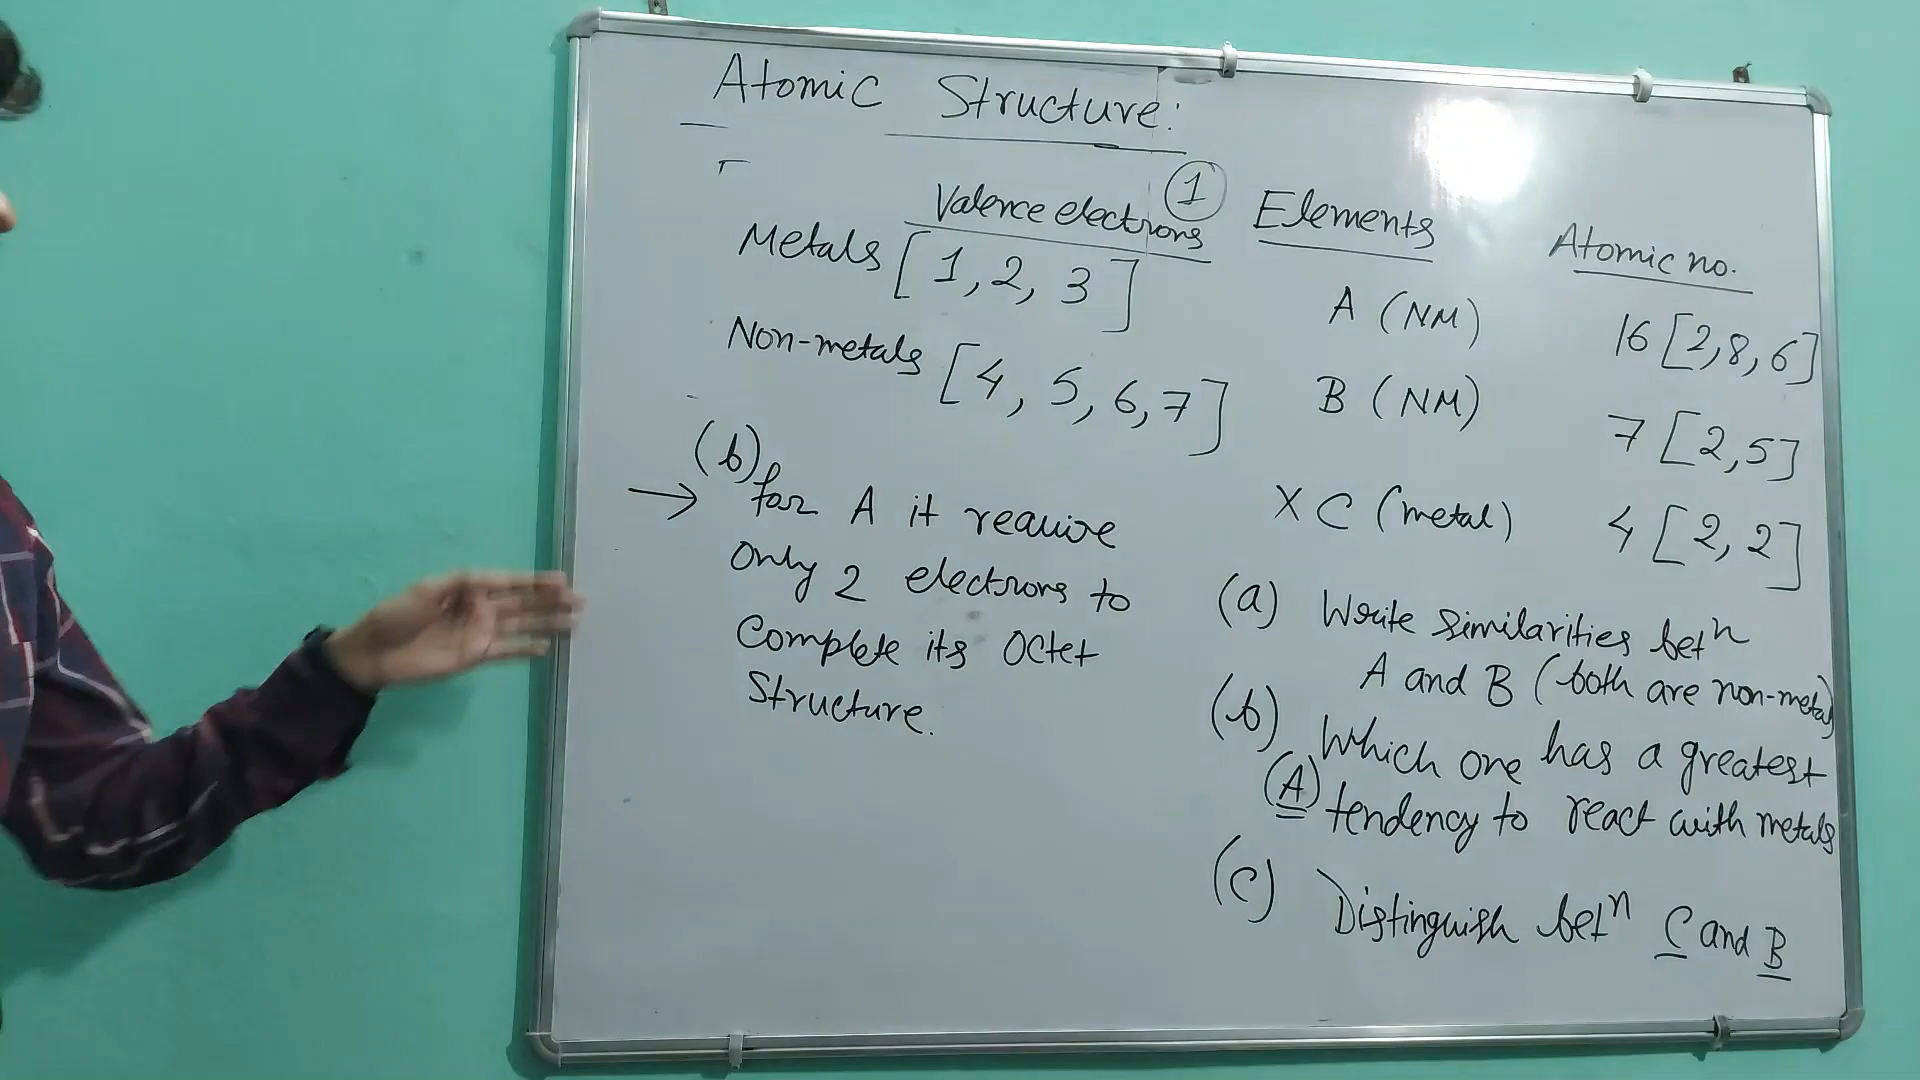 Atomic Structure:
Valence electrons
Metals [1, 2, 3]
Non-metals [4, 5, 6, 7]
(b)
→ for A it require
only 2 electrons to
Complete its Octet
Structure.
① Elements Atomic no.
A (NM) 16 [2,8,6]
B (NM) 7 [2,5]
X C (metal) 4 [2, 2]
(a) Write similarities betⁿ
A and B (both are non-metal)
(b) Which one has a greatest
(A) tendency to react with metals
(C) Distinguish betⁿ C and B